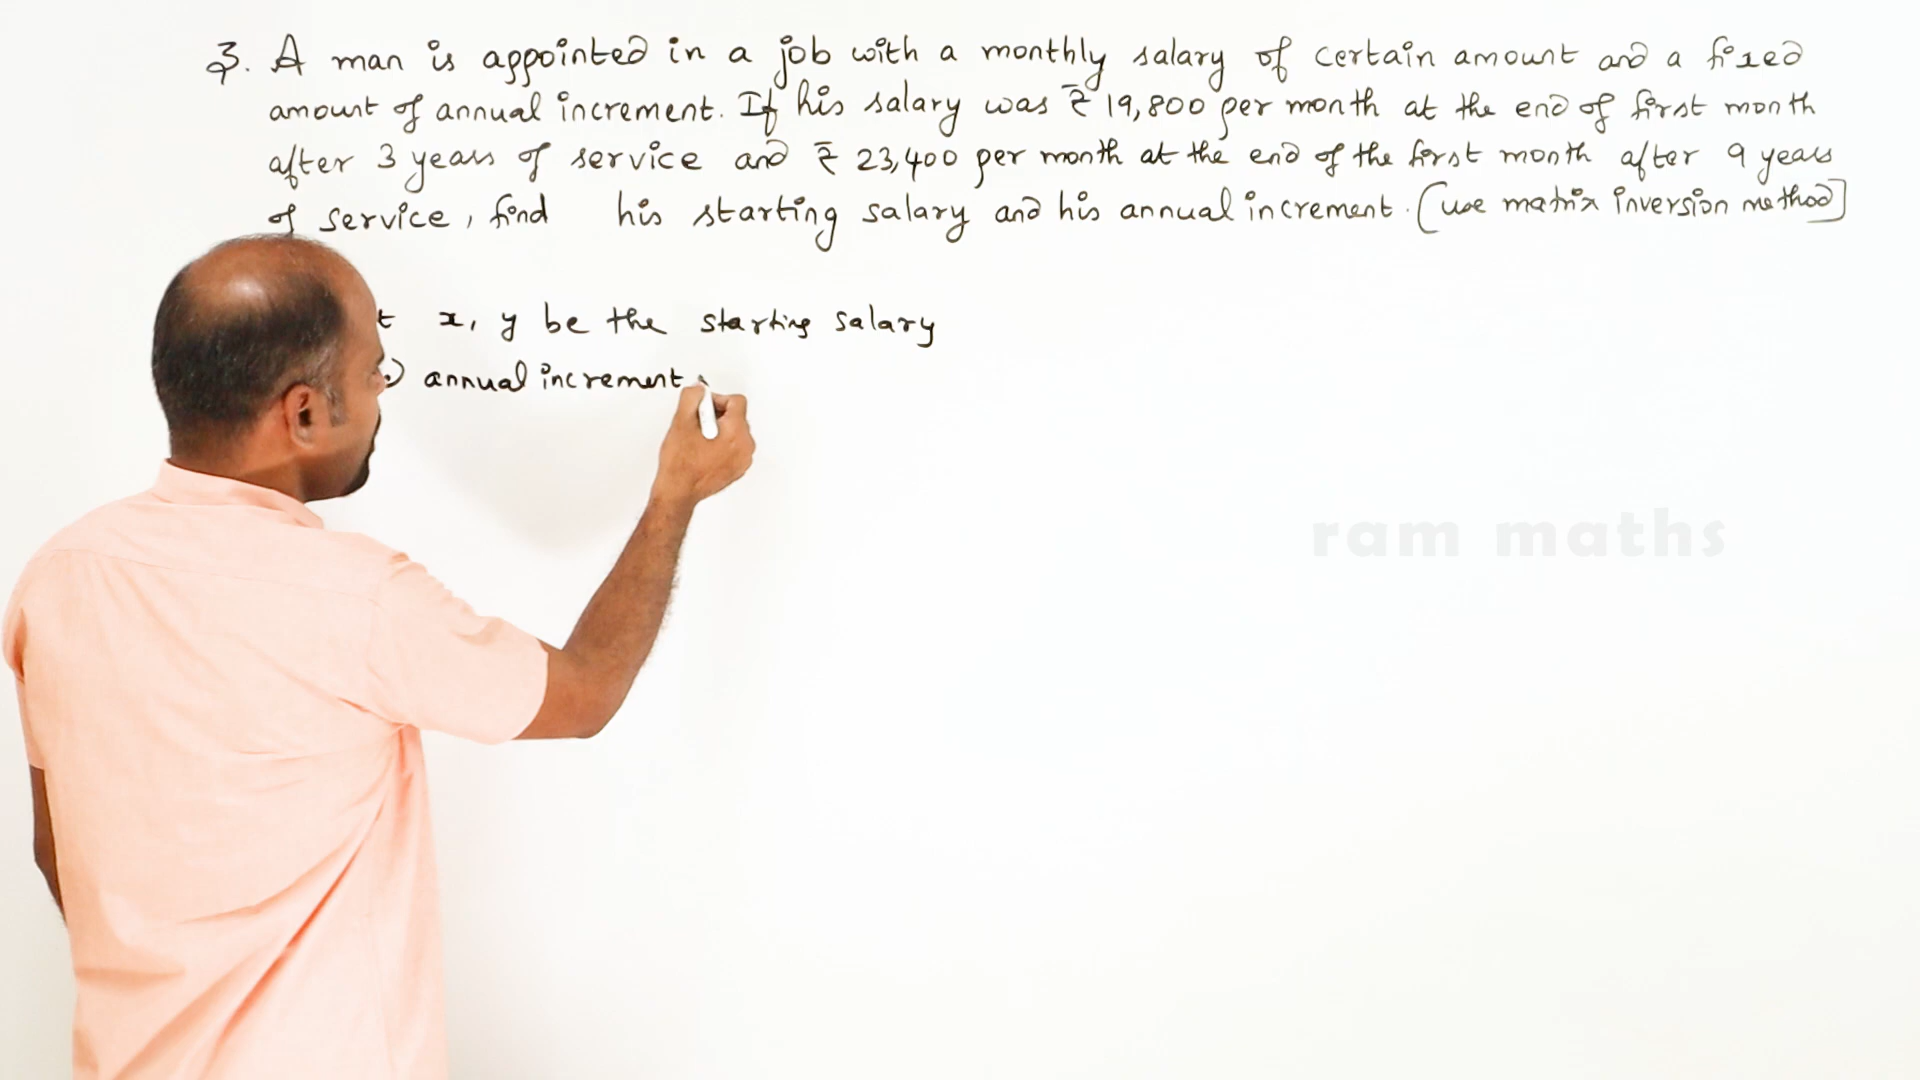 3. A man is appointed in a job with a monthly salary of certain amount and a fixed
amount of annual increment. If his salary was ₹ 19,800 per month at the end of first month
after 3 years of service and ₹ 23,400 per month at the end of the first month after 9 years
of service, find his starting salary and his annual increment. (use matrix inversion method]
x, y be the starting salary
annual increment
ram maths